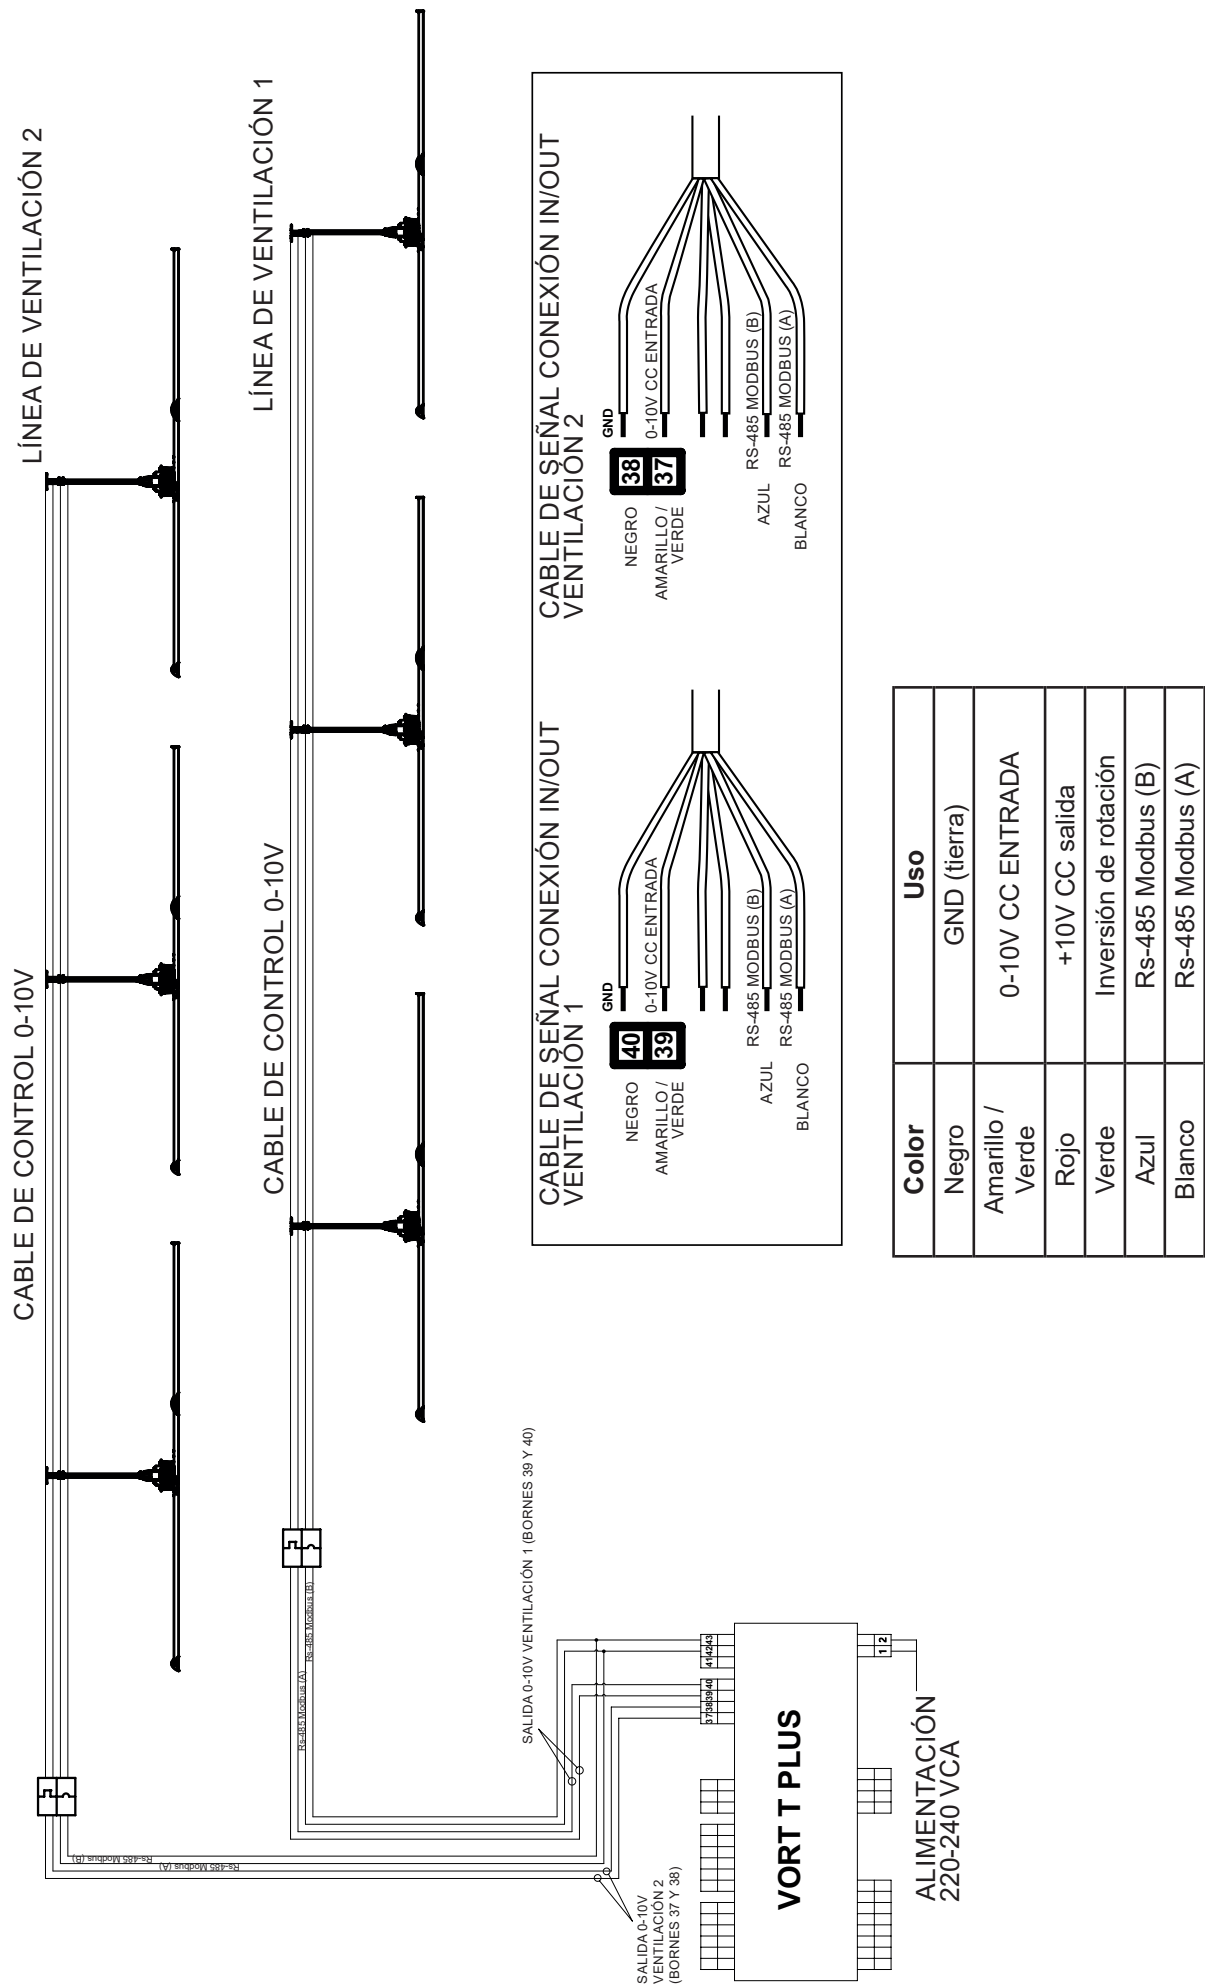 LÍNEA DE VENTILACIÓN 2
CABLE DE CONTROL 0-10V
LÍNEA DE VENTILACIÓN 1
CABLE DE CONTROL 0-10V
Rs-485 Modbus (B)
Rs-485 Modbus (A)
Rs-485 Modbus (A)
Rs-485 Modbus (B)
SALIDA 0-10V VENTILACIÓN 1 (BORNES 39 Y 40)
SALIDA 0-10V
VENTILACIÓN 2
(BORNES 37 Y 38)
37 38 39 40
41 42 43
VORT T PLUS
1 2
ALIMENTACIÓN
220-240 VCA
CABLE DE SEÑAL CONEXIÓN IN/OUT
VENTILACIÓN 1
NEGRO
40
GND
AMARILLO /
VERDE
39
0-10V CC ENTRADA
AZUL
RS-485 MODBUS (B)
BLANCO
RS-485 MODBUS (A)
CABLE DE SEÑAL CONEXIÓN IN/OUT
VENTILACIÓN 2
NEGRO
38
GND
AMARILLO /
VERDE
37
0-10V CC ENTRADA
AZUL
RS-485 MODBUS (B)
BLANCO
RS-485 MODBUS (A)
Color Uso
Negro GND (tierra)
Amarillo /
Verde 0-10V CC ENTRADA
Rojo +10V CC salida
Verde Inversión de rotación
Azul Rs-485 Modbus (B)
Blanco Rs-485 Modbus (A)